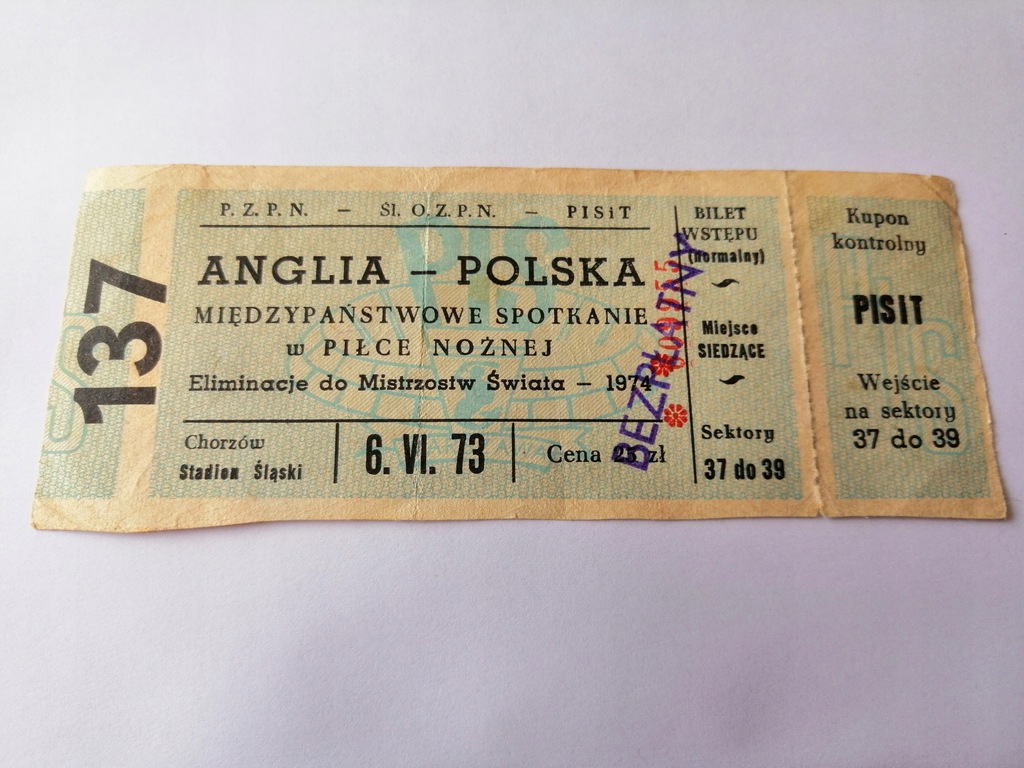 137
P. Z. P. N. — Śl. O. Z. P. N. — PISiT
ANGLIA — POLSKA
MIĘDZYPAŃSTWOWE SPOTKANIE
w PIŁCE NOŻNEJ
Eliminacje do Mistrzostw Świata — 1974
Chorzów
Stadion Śląski
6. VI. 73
Cena 25 zł
BEZPŁATNY
BILET
WSTĘPU
(normalny)
Miejsce
SIEDZĄCE
Sektory
37 do 39
Kupon
kontrolny
PISIT
Wejście
na sektory
37 do 39